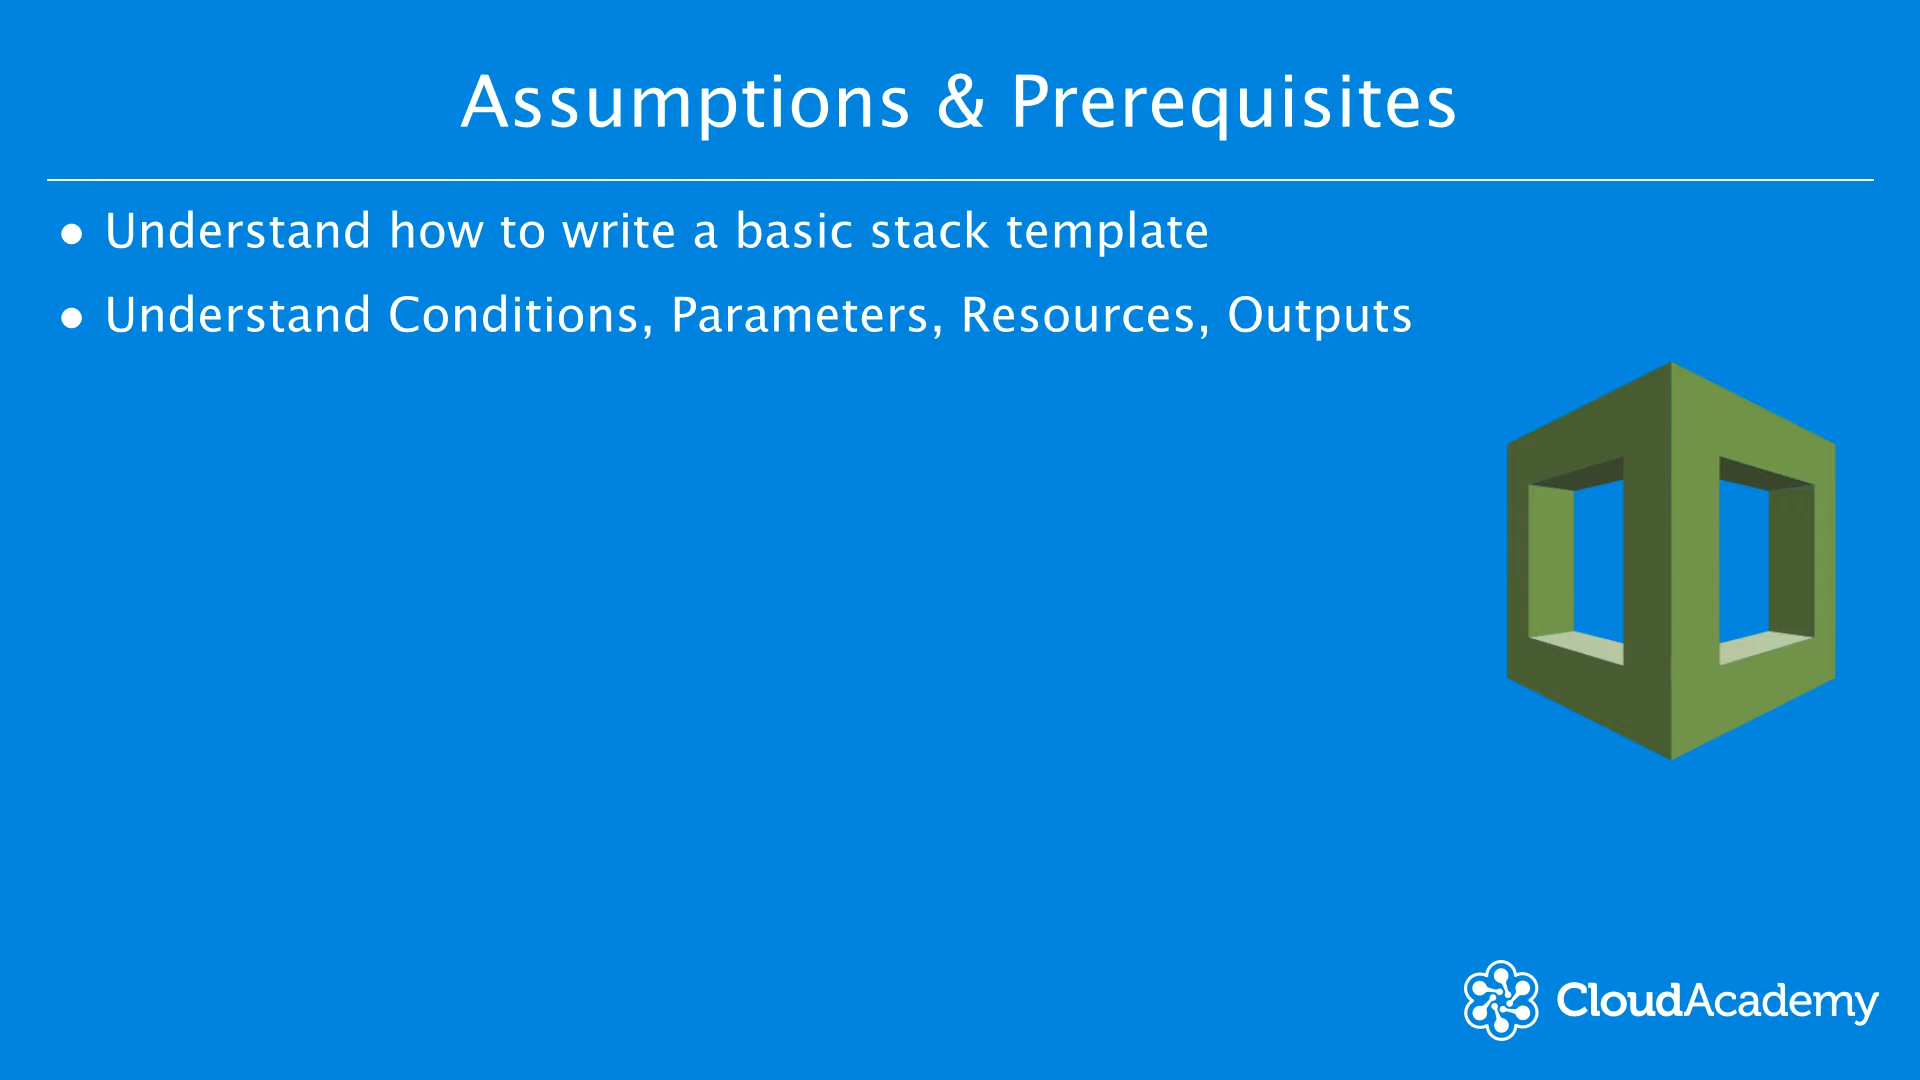 Assumptions & Prerequisites
● Understand how to write a basic stack template
● Understand Conditions, Parameters, Resources, Outputs
CloudAcademy